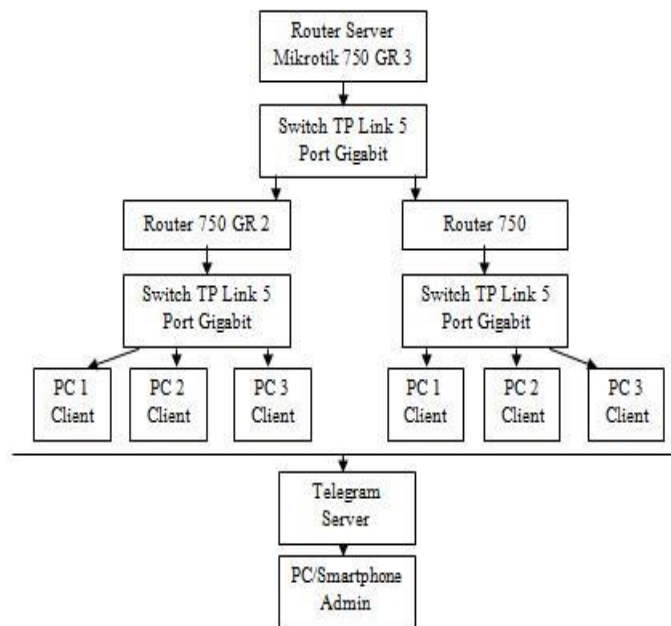 Router Server
Mikrotik 750 GR 3
Switch TP Link 5
Port Gigabit
Router 750 GR 2
Router 750
Switch TP Link 5
Port Gigabit
Switch TP Link 5
Port Gigabit
PC 1
Client
PC 2
Client
PC 3
Client
PC 1
Client
PC 2
Client
PC 3
Client
Telegram
Server
PC/Smartphone
Admin